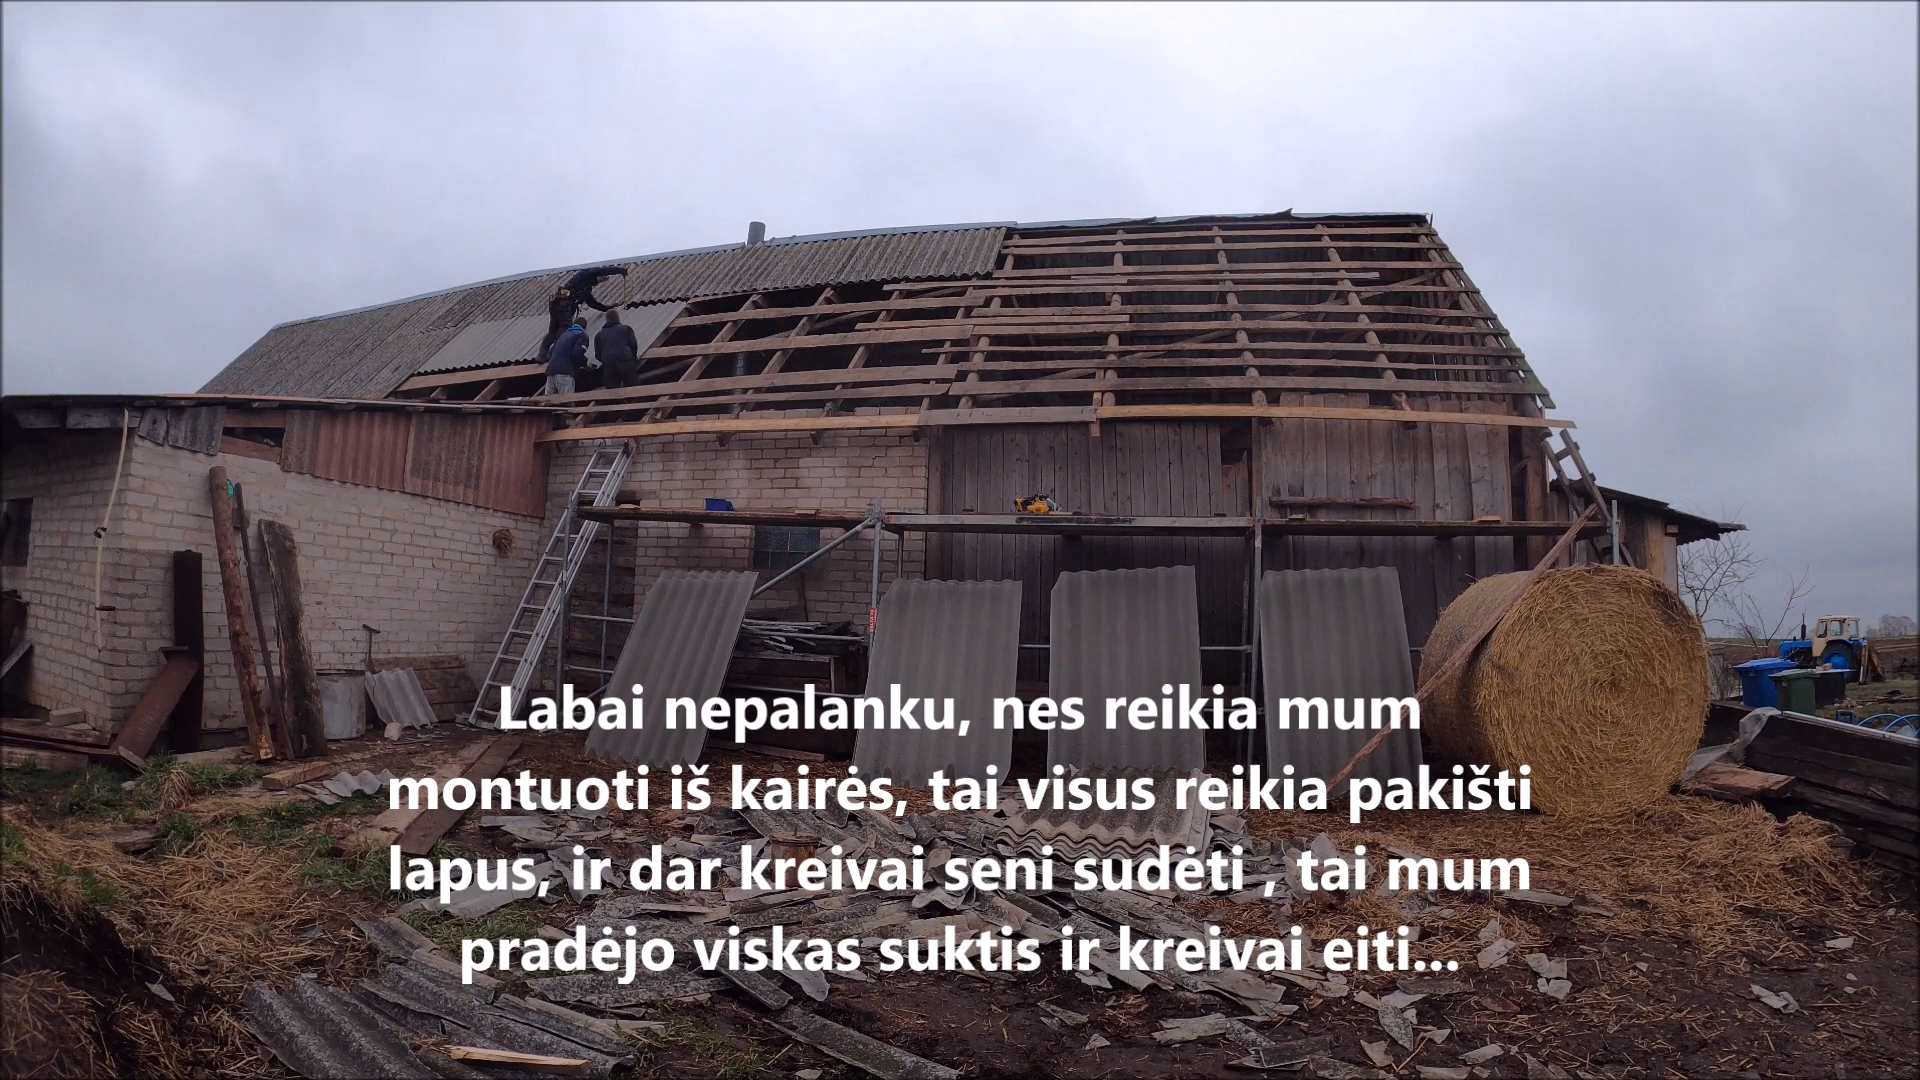 Labai nepalanku, nes reikia mum
montuoti iš kairės, tai visus reikia pakišti
lapus, ir dar kreivai seni sudėti , tai mum
pradėjo viskas suktis ir kreivai eiti...